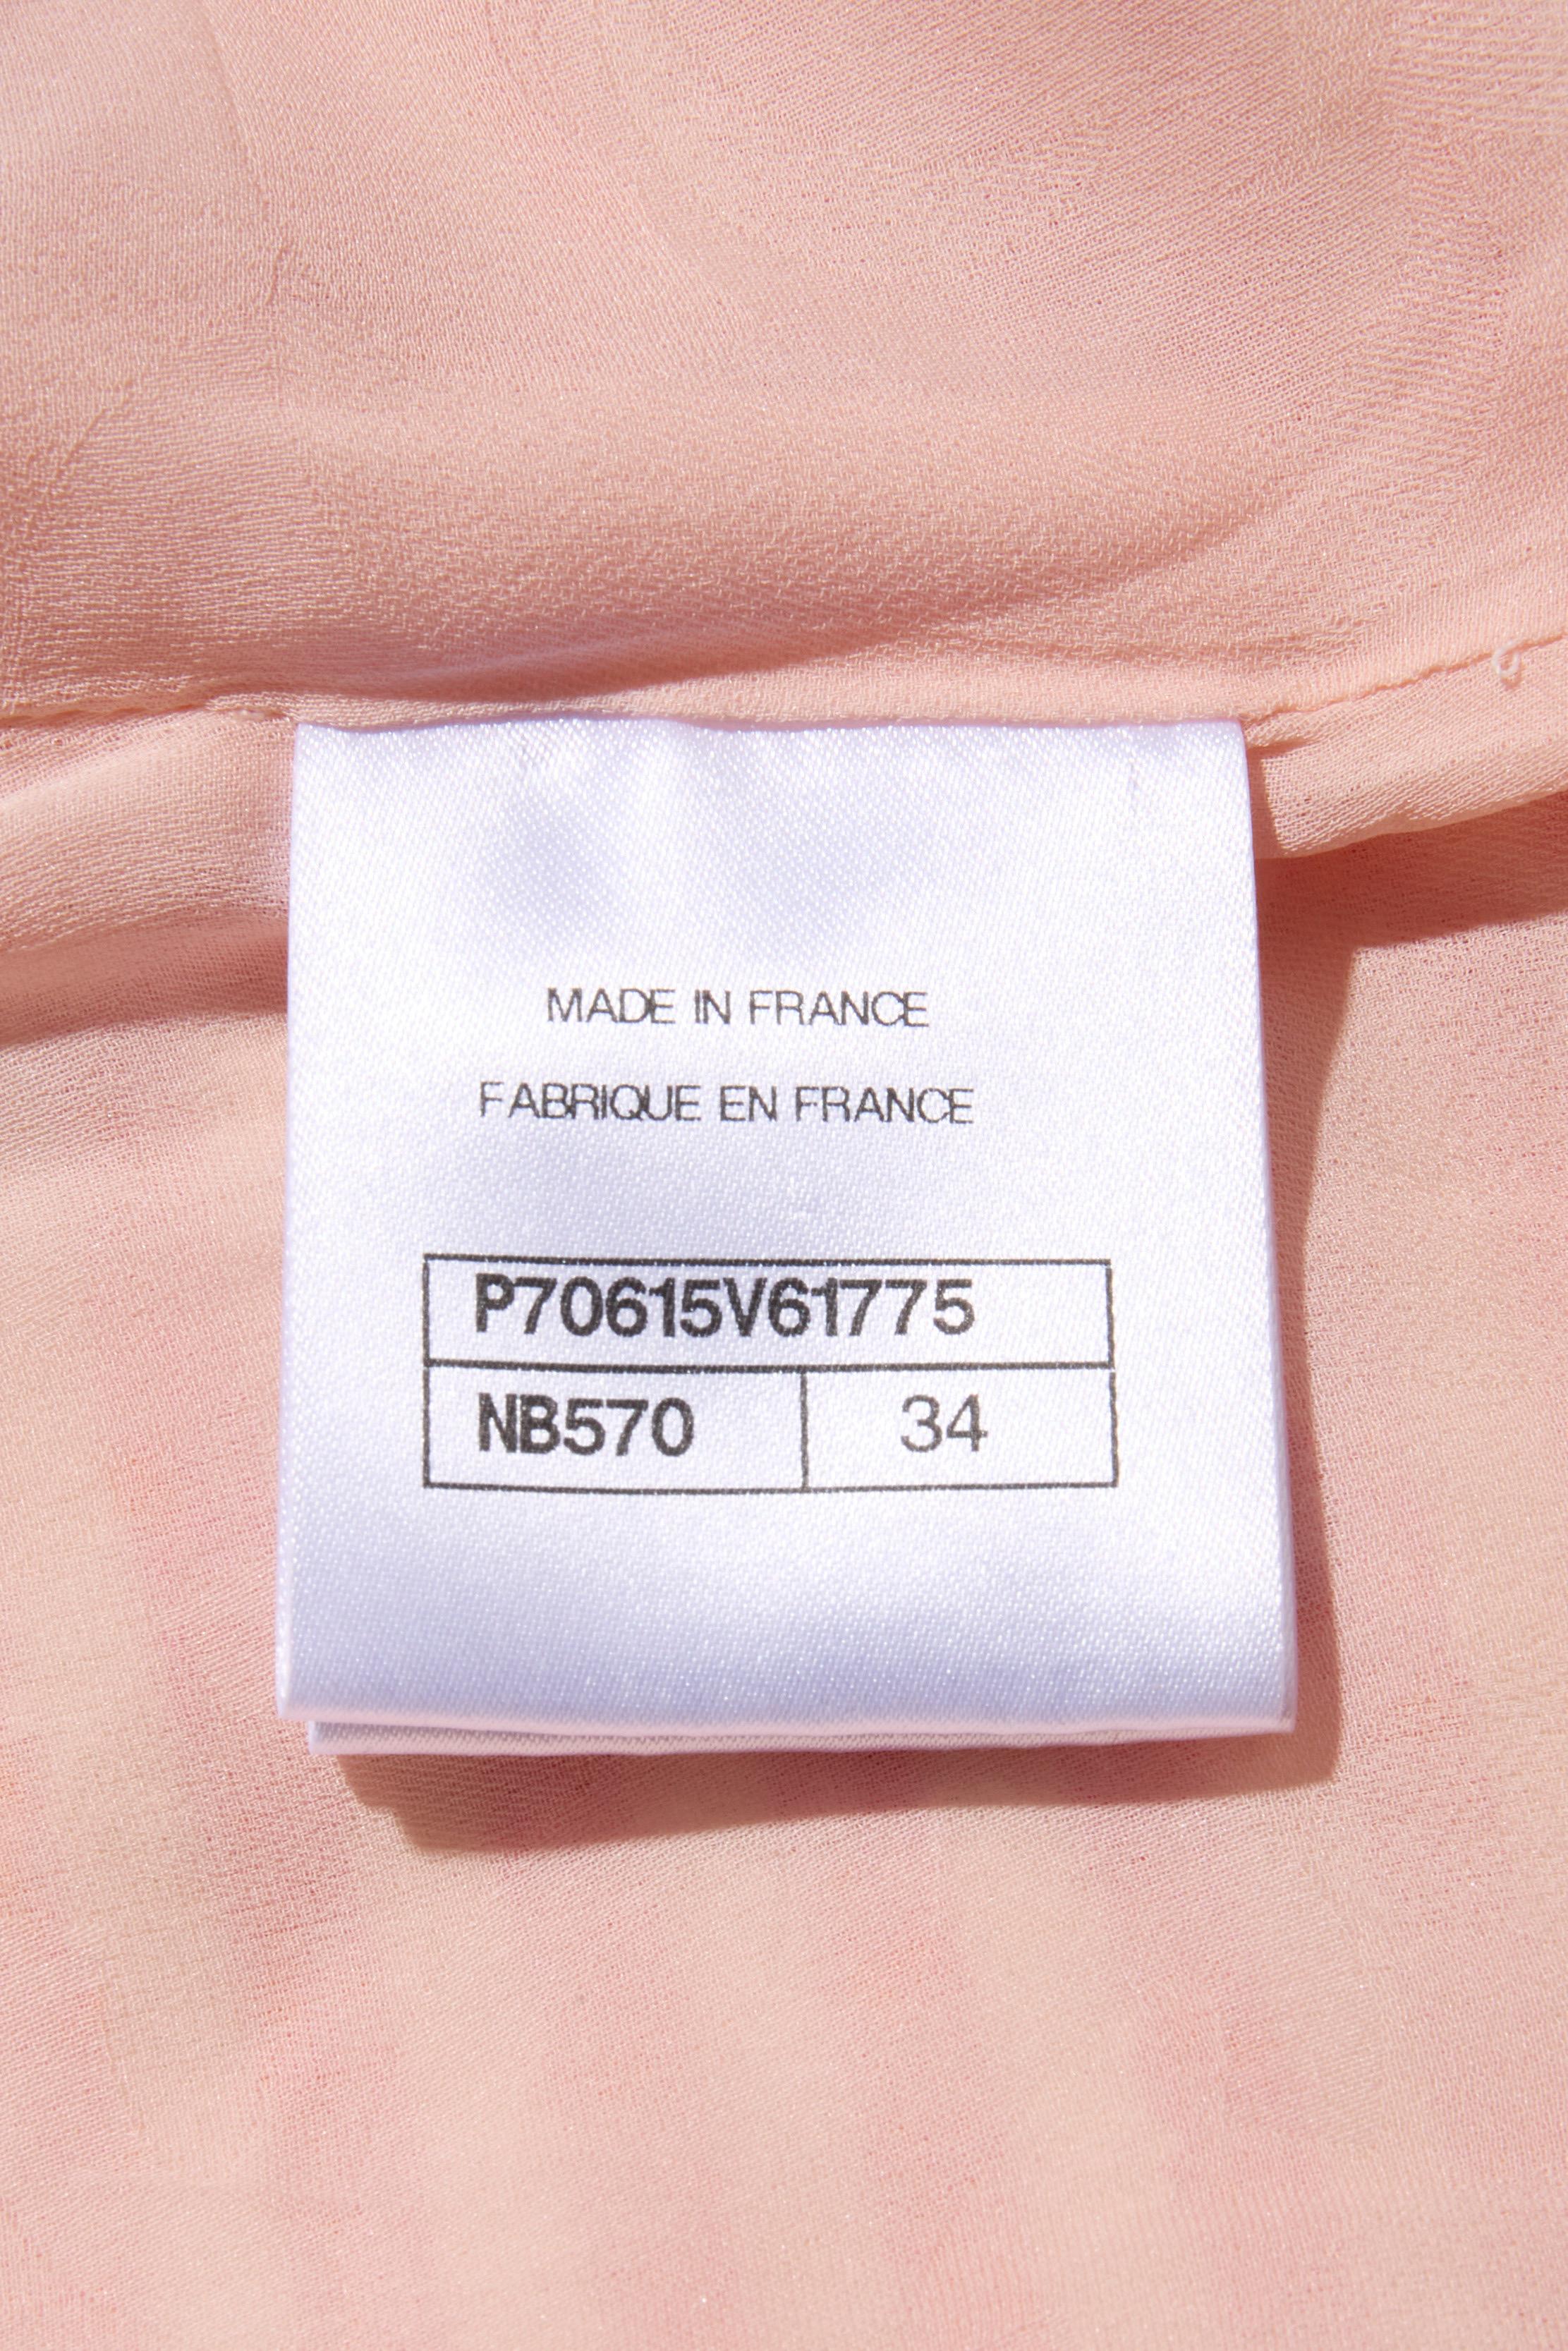 MADE IN FRANCE
FABRIQUE EN FRANCE
P70615V61775
NB570 34